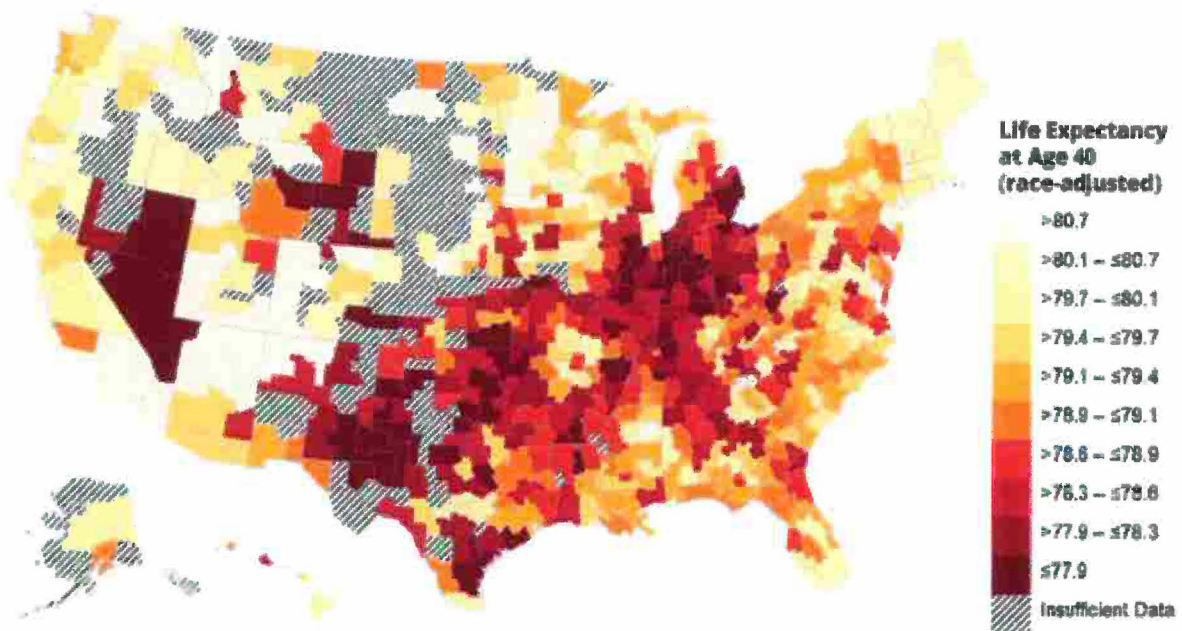 Life Expectancy
at Age 40
(race-adjusted)
>80.7
>80.1 – ≤80.7
>79.7 – ≤80.1
>79.4 – ≤79.7
>79.1 – ≤79.4
>78.9 – ≤79.1
>78.6 – ≤78.9
>78.3 – ≤78.6
>77.9 – ≤78.3
≤77.9
Insufficient Data